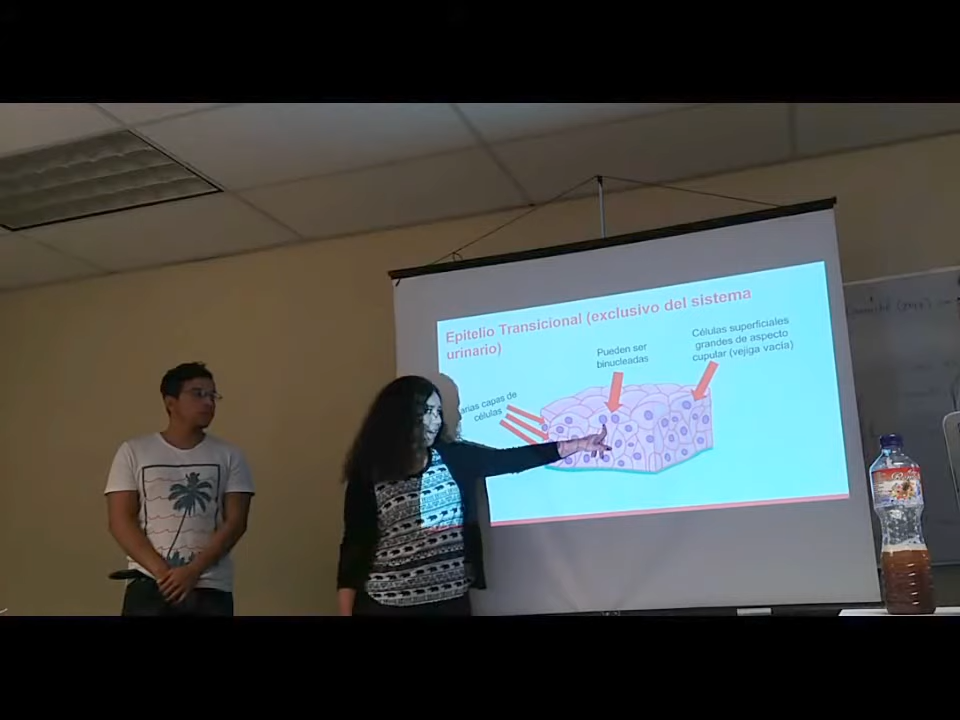 Epitelio Transicional (exclusivo del sistema
urinario)
Células superficiales
grandes de aspecto
cupular (vejiga vacía)
Pueden ser
binucleadas
capas de
células